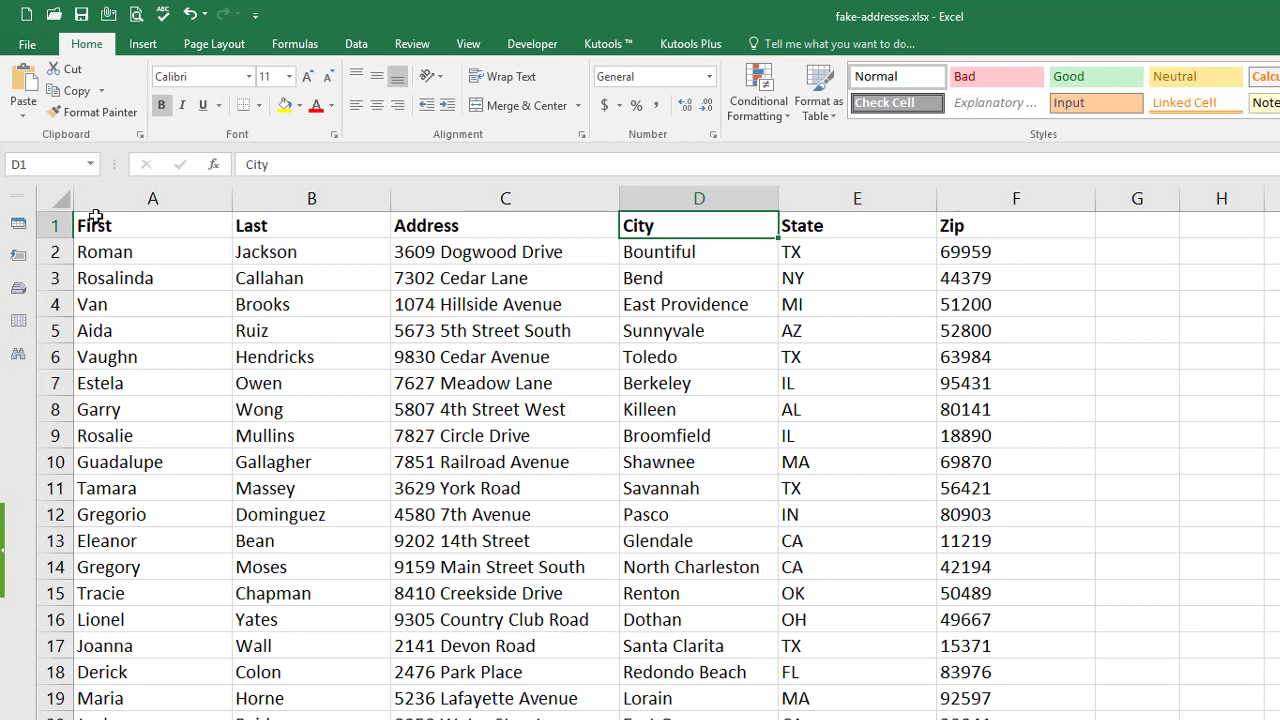 fake-addresses.xlsx - Excel
File Home Insert Page Layout Formulas Data Review View Developer Kutools ™ Kutools Plus Tell me what you want to do...
Paste
Cut
Copy
Format Painter
Clipboard
Calibri 11
B I U
Font
Wrap Text
Merge & Center
Alignment
General
$ % ,
Number
Conditional Formatting
Format as Table
Normal Bad Good Neutral
Check Cell Explanatory ... Input Linked Cell
Styles
D1 fx City
A B C D E F G H
1 First Last Address City State Zip
2 Roman Jackson 3609 Dogwood Drive Bountiful TX 69959
3 Rosalinda Callahan 7302 Cedar Lane Bend NY 44379
4 Van Brooks 1074 Hillside Avenue East Providence MI 51200
5 Aida Ruiz 5673 5th Street South Sunnyvale AZ 52800
6 Vaughn Hendricks 9830 Cedar Avenue Toledo TX 63984
7 Estela Owen 7627 Meadow Lane Berkeley IL 95431
8 Garry Wong 5807 4th Street West Killeen AL 80141
9 Rosalie Mullins 7827 Circle Drive Broomfield IL 18890
10 Guadalupe Gallagher 7851 Railroad Avenue Shawnee MA 69870
11 Tamara Massey 3629 York Road Savannah TX 56421
12 Gregorio Dominguez 4580 7th Avenue Pasco IN 80903
13 Eleanor Bean 9202 14th Street Glendale CA 11219
14 Gregory Moses 9159 Main Street South North Charleston CA 42194
15 Tracie Chapman 8410 Creekside Drive Renton OK 50489
16 Lionel Yates 9305 Country Club Road Dothan OH 49667
17 Joanna Wall 2141 Devon Road Santa Clarita TX 15371
18 Derick Colon 2476 Park Place Redondo Beach FL 83976
19 Maria Horne 5236 Lafayette Avenue Lorain MA 92597